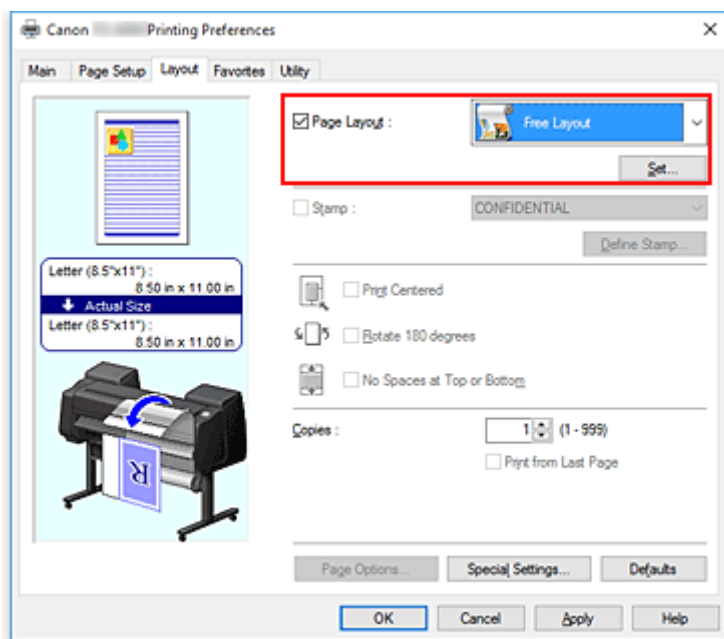 Canon Printing Preferences
Main Page Setup Layout Favorites Utility
Page Layout : Free Layout
Set...
Stamp : CONFIDENTIAL
Define Stamp...
Letter (8.5"x11") :
8.50 in x 11.00 in
Actual Size
Letter (8.5"x11") :
8.50 in x 11.00 in
Print Centered
Rotate 180 degrees
No Spaces at Top or Bottom
Copies : 1 (1 - 999)
Print from Last Page
R
Page Options... Special Settings... Defaults
OK Cancel Apply Help